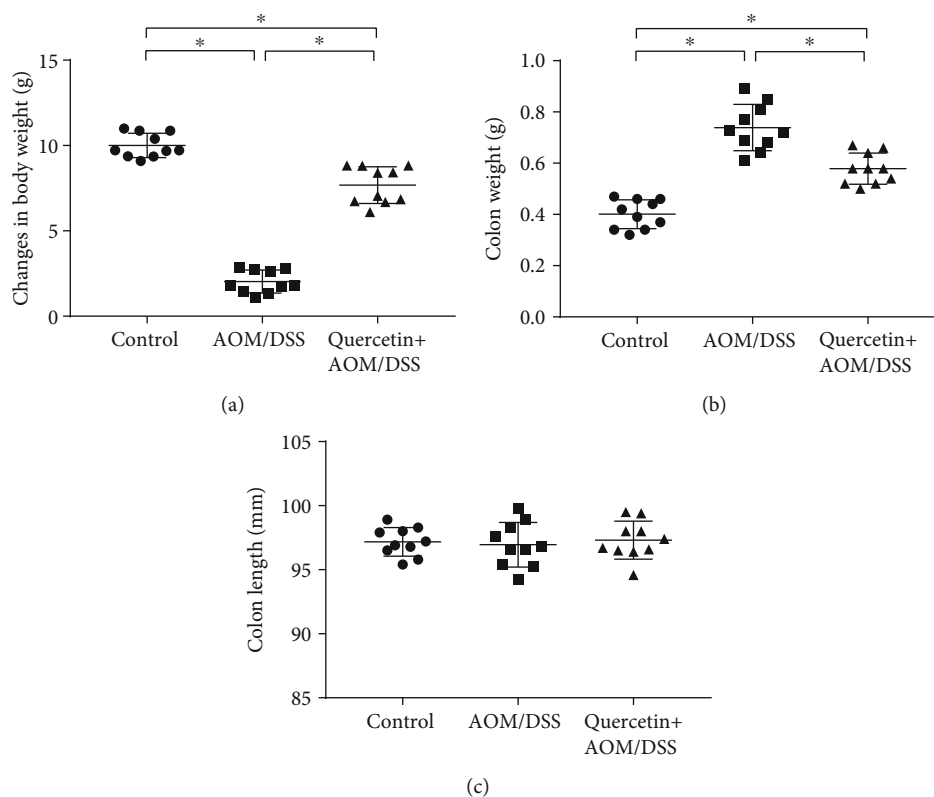 * 
* *
15
10
5
0
Changes in body weight (g)
Control
AOM/DSS
Quercetin+
AOM/DSS
(a)
*
* *
1.0
0.8
0.6
0.4
0.2
0.0
Colon weight (g)
Control
AOM/DSS
Quercetin+
AOM/DSS
(b)
105
100
95
90
85
Colon length (mm)
Control
AOM/DSS
Quercetin+
AOM/DSS
(c)